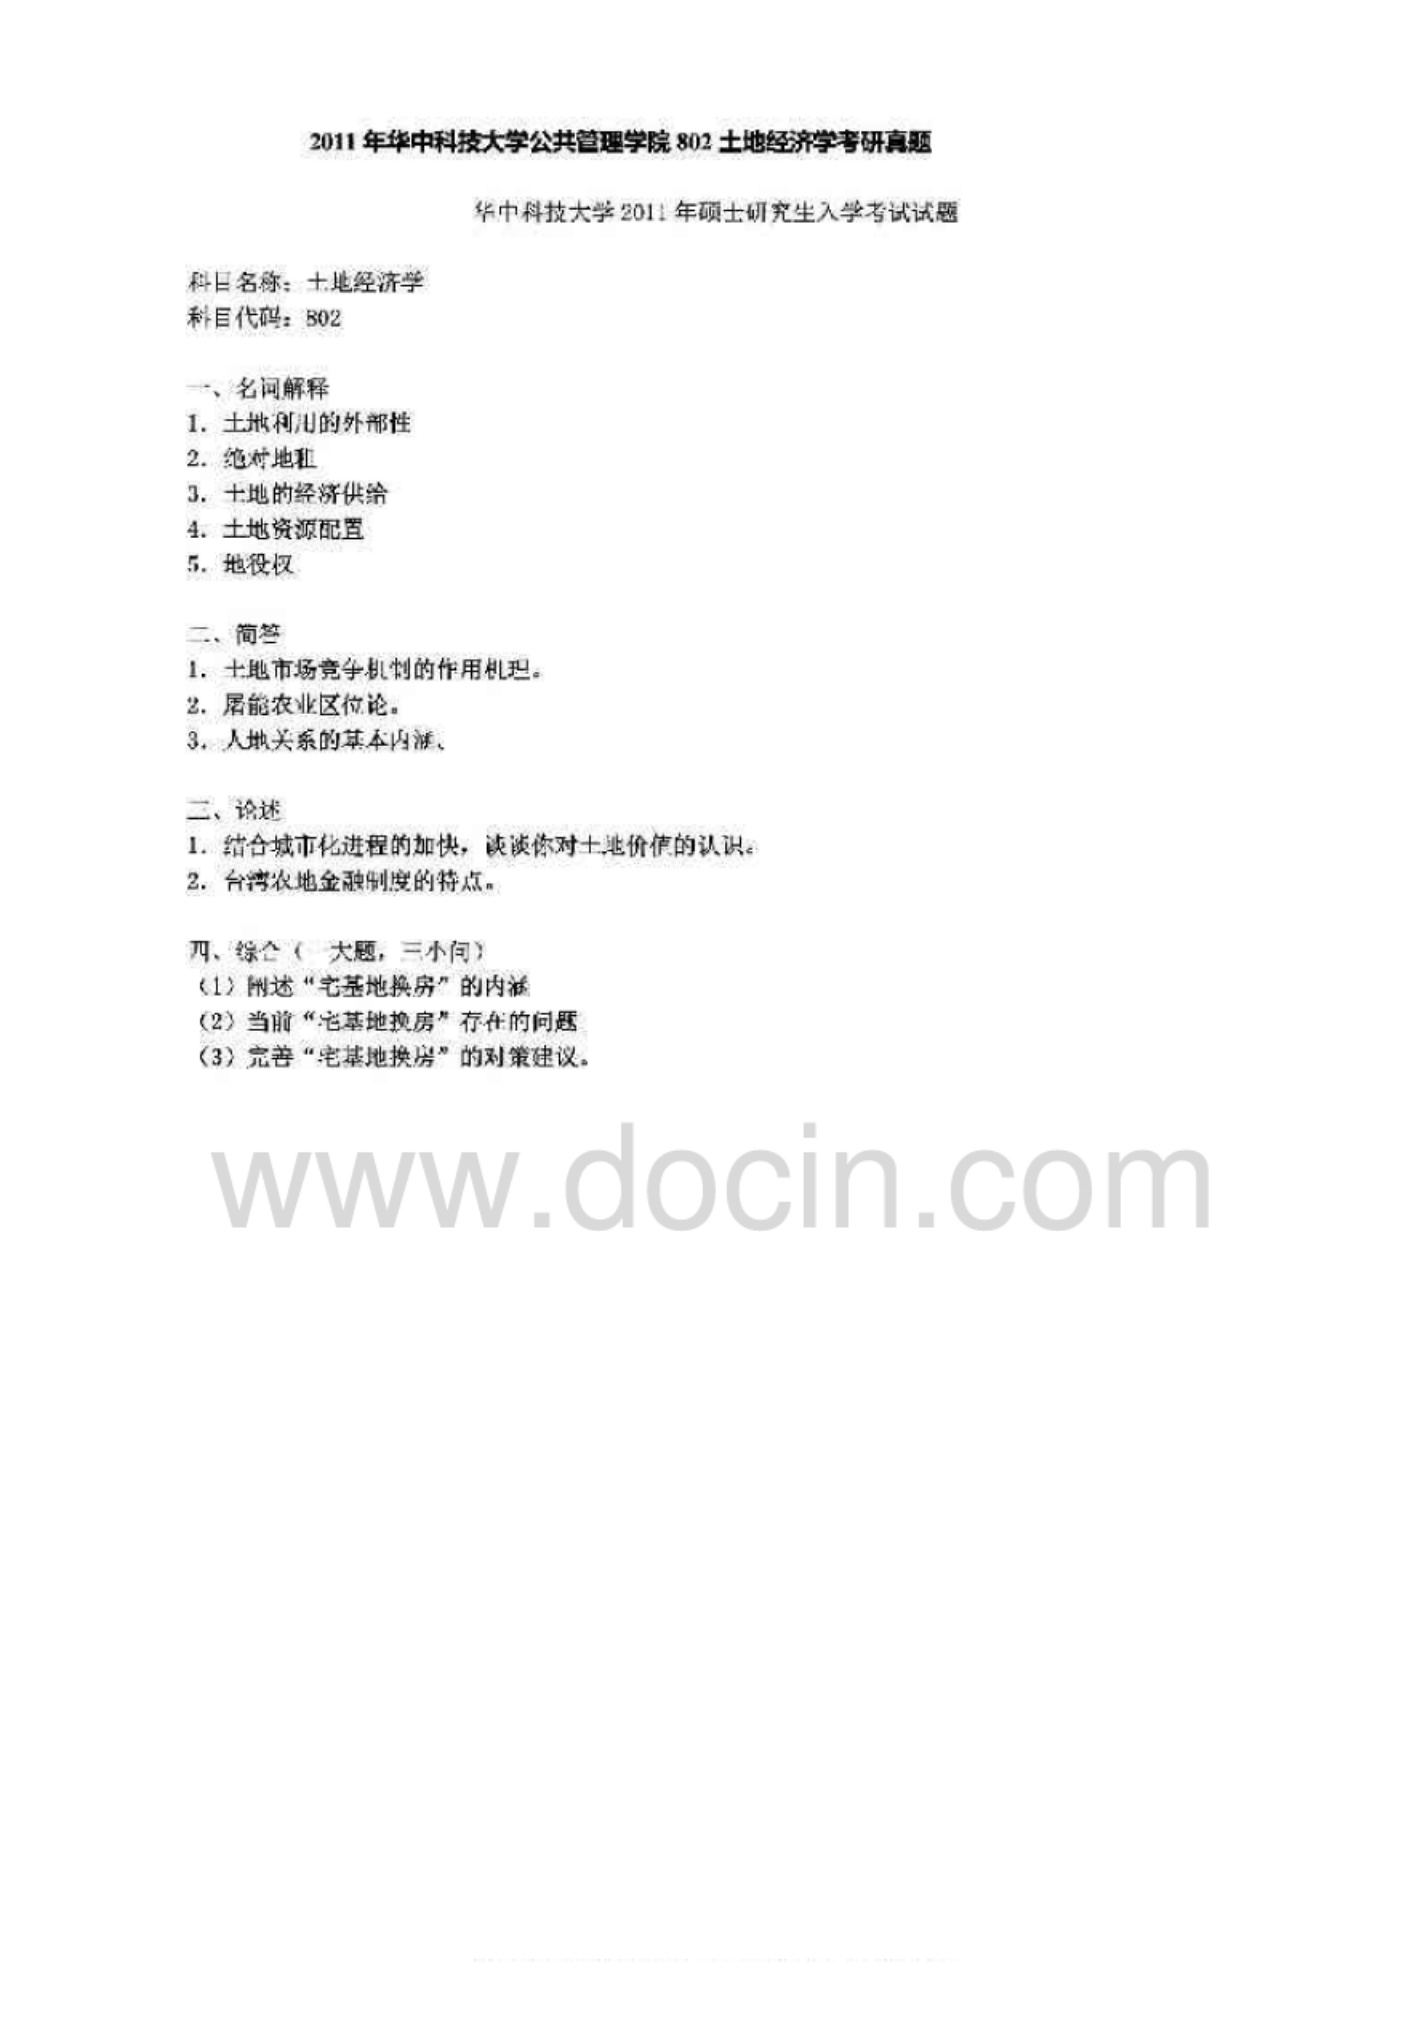 2011 年华中科技大学公共管理学院 802 土地经济学考研真题
华中科技大学 2011 年硕士研究生入学考试试题
科目名称：土地经济学
科目代码：802
一、名词解释
1．土地利用的外部性
2．绝对地租
3．土地的经济供给
4．土地资源配置
5．地役权
二、简答
1．土地市场竞争机制的作用机理。
2．屠能农业区位论。
3．人地关系的基本内涵、
三、论述
1．结合城市化进程的加快，谈谈你对土地价值的认识。
2．台湾农地金融制度的特点。
四、综合（一大题，三小问）
（1）阐述“宅基地换房”的内涵
（2）当前“宅基地换房”存在的问题
（3）完善“宅基地换房”的对策建议。
www.docin.com